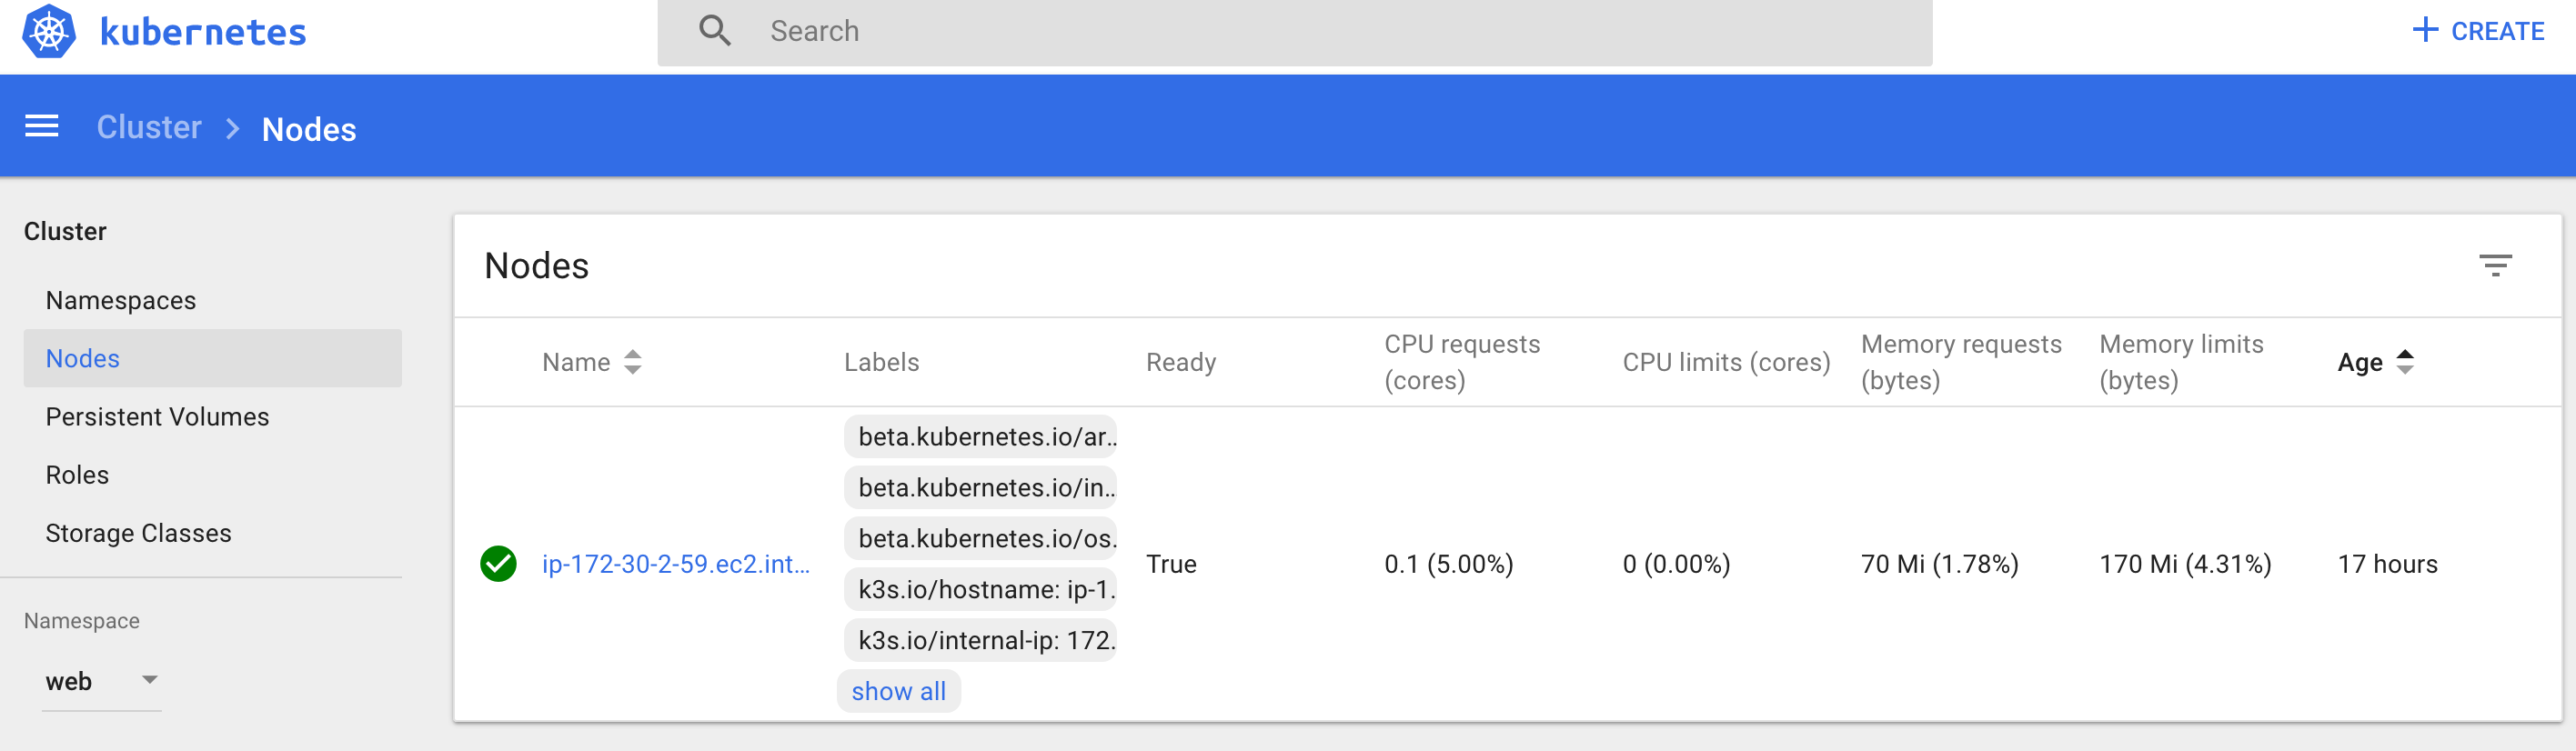 kubernetes
Search
CREATE
Cluster
Nodes
Cluster
Namespaces
Nodes
Persistent Volumes
Roles
Storage Classes
Namespace
web
Nodes
Name
Labels
Ready
CPU requests
(cores)
CPU limits (cores)
Memory requests
(bytes)
Memory limits
(bytes)
Age
ip-172-30-2-59.ec2.int...
beta.kubernetes.io/ar..
beta.kubernetes.io/in..
beta.kubernetes.io/os.
k3s.io/hostname: ip-1.
k3s.io/internal-ip: 172.
show all
True
0.1 (5.00%)
0 (0.00%)
70 Mi (1.78%)
170 Mi (4.31%)
17 hours